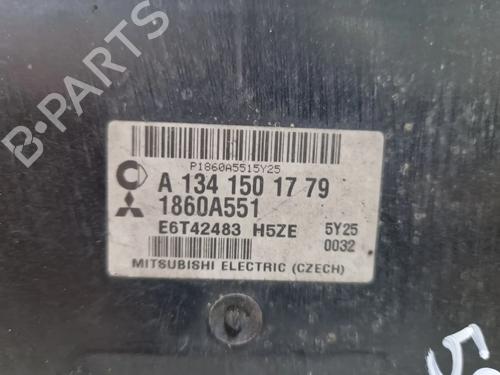 B-PARTS
P1860A5515Y25
A 134 150 17 79
1860A551
E6T42483 H5ZE 5Y25
0032
MITSUBISHI ELECTRIC (CZECH)